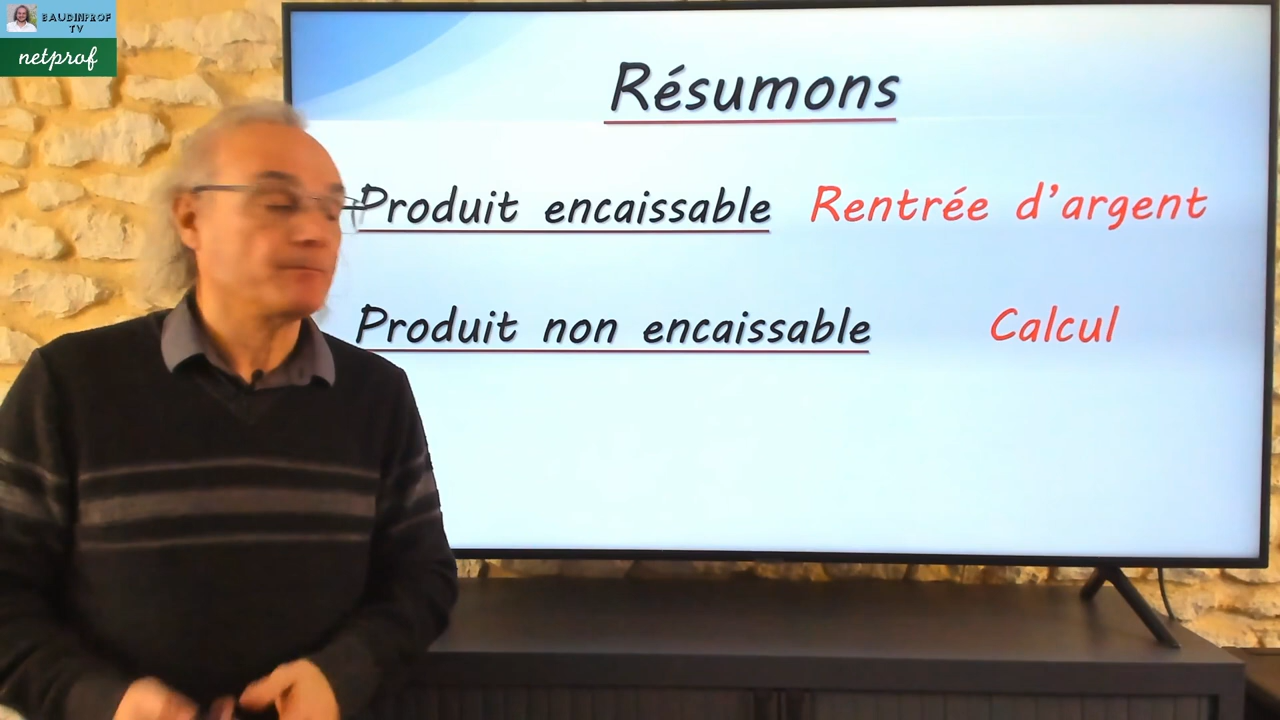 BAUDINPROF
TV
netprof
Résumons
Produit encaissable Rentrée d'argent
Produit non encaissable Calcul